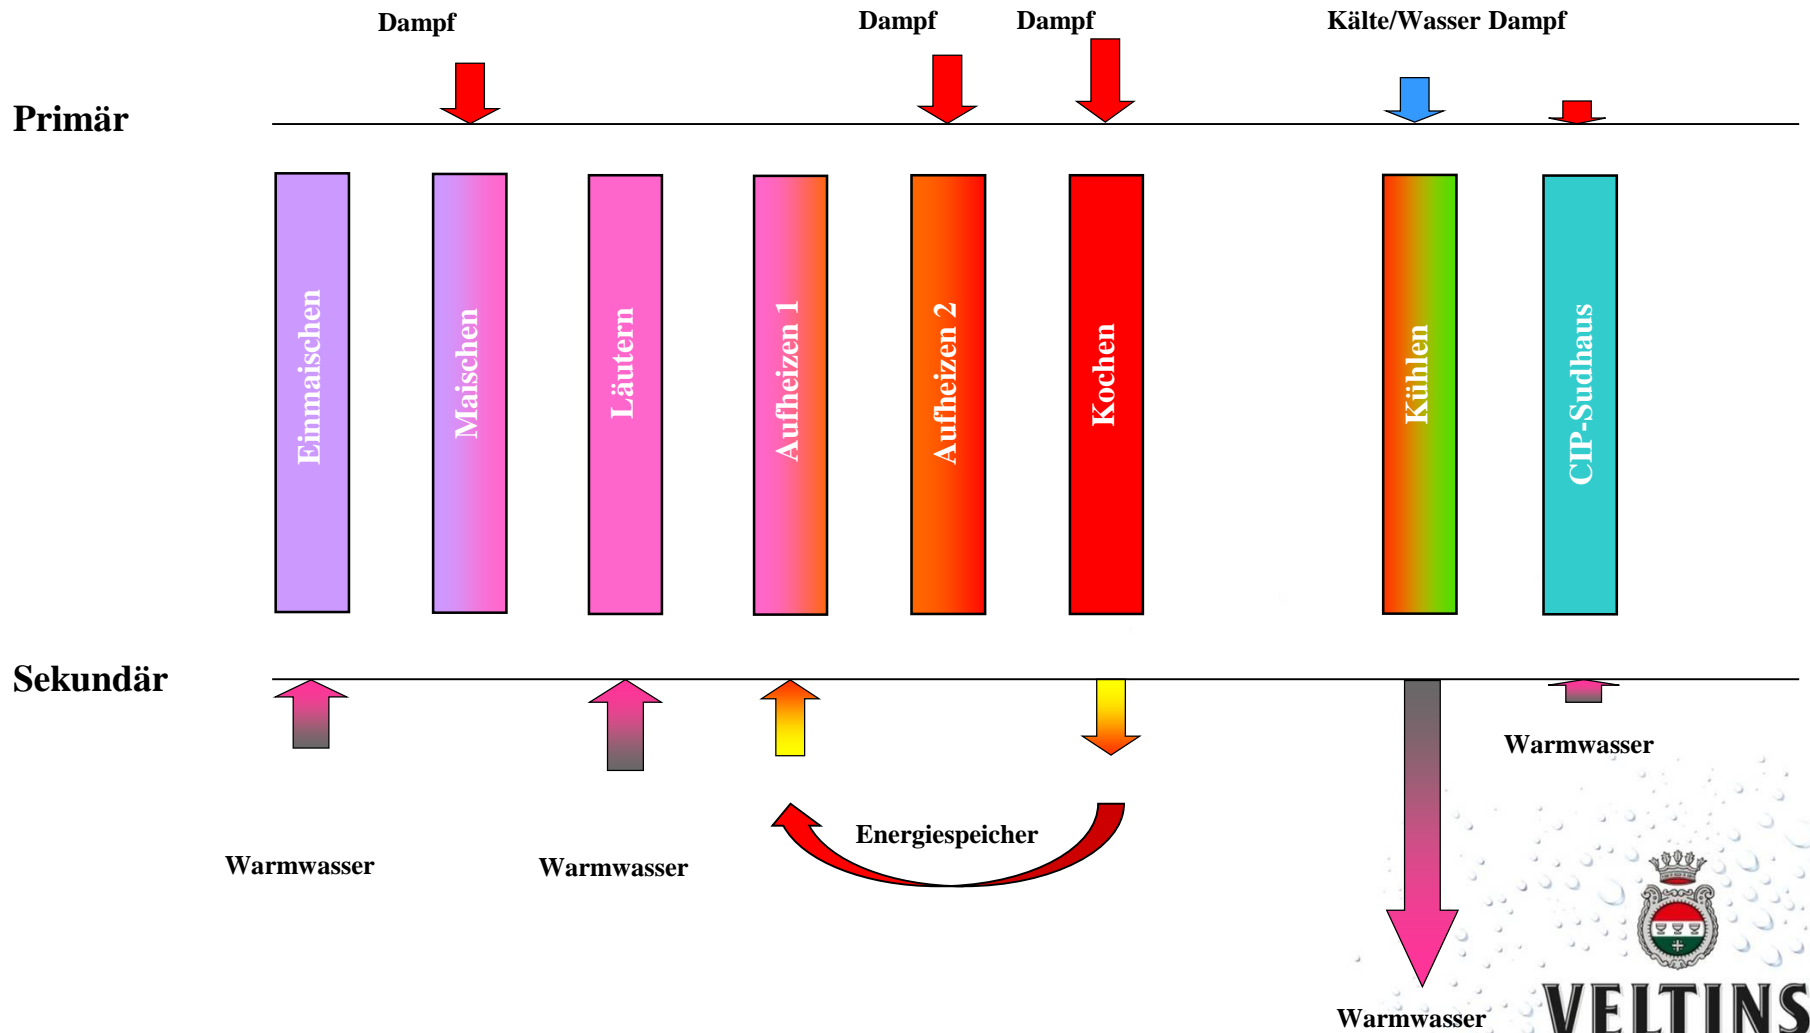 Dampf
Dampf
Dampf
Kälte/Wasser Dampf
Primär
Einmaischen
Maischen
Läutern
Aufheizen 1
Aufheizen 2
Kochen
Kühlen
CIP-Sudhaus
Sekundär
Warmwasser
Energiespeicher
Warmwasser
Warmwasser
Warmwasser
VELTINS